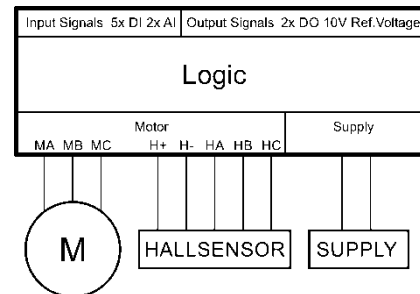 Input Signals 5x DI 2x AI Output Signals 2x DO 10V Ref.Voltage
Logic
Motor Supply
MA MB MC H+ H- HA HB HC
M HALLSENSOR SUPPLY